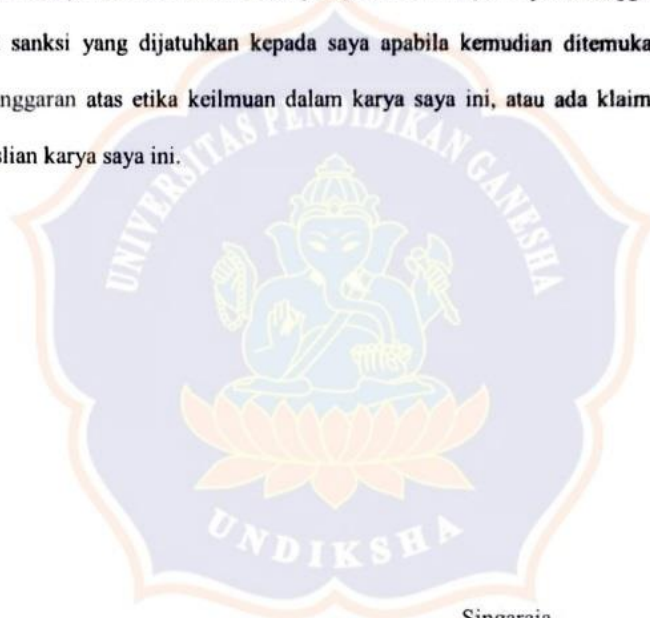 sanksi yang dijatuhkan kepada saya apabila kemudian ditemuka
nggaran atas etika keilmuan dalam karya saya ini, atau ada klaim
slian karya saya ini.
UNIVERSITAS PENDIDIKAN GANESHA
UNDIKSHA
Singaraja